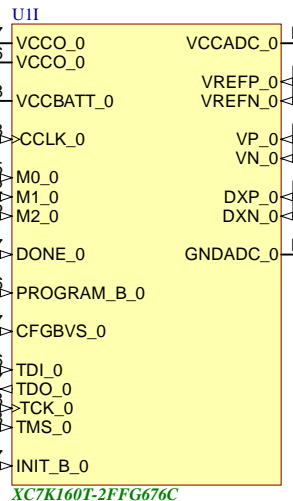 U1I
VCCO_0
VCCADC_0
VCCO_0
VREFP_0
VCCBATT_0
VREFN_0
CCLK_0
VP_0
VN_0
M0_0
M1_0
DXP_0
M2_0
DXN_0
DONE_0
GNDADC_0
PROGRAM_B_0
CFGBVS_0
TDI_0
TDO_0
TCK_0
TMS_0
INIT_B_0
XC7K160T-2FFG676C